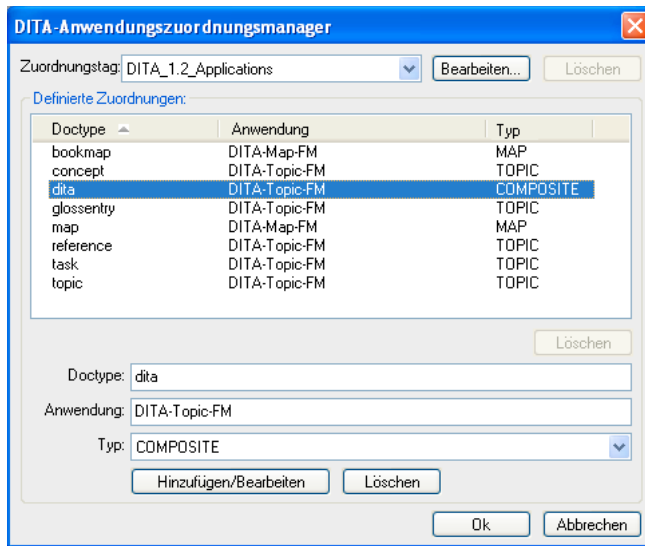 DITA-Anwendungszuordnungsmanager
Zuordnungstag: DITA_1.2_Applications Bearbeiten... Löschen
Definierte Zuordnungen:
Doctype Anwendung Typ
bookmap DITA-Map-FM MAP
concept DITA-Topic-FM TOPIC
dita DITA-Topic-FM COMPOSITE
glossentry DITA-Topic-FM TOPIC
map DITA-Map-FM MAP
reference DITA-Topic-FM TOPIC
task DITA-Topic-FM TOPIC
topic DITA-Topic-FM TOPIC
Löschen
Doctype: dita
Anwendung: DITA-Topic-FM
Typ: COMPOSITE
Hinzufügen/Bearbeiten Löschen
Ok Abbrechen